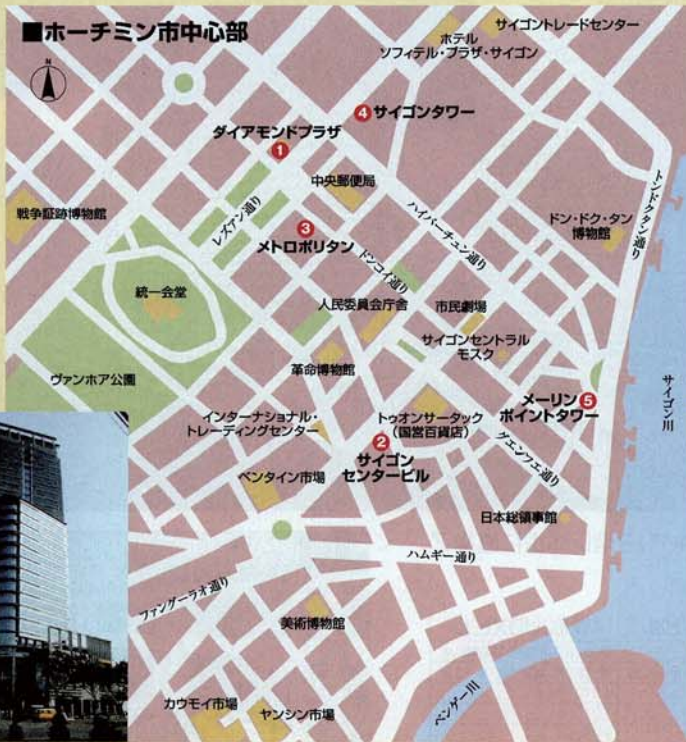 ■ホーチミン市中心部
N
サイゴントレードセンター
ホテル
ソフィテル・プラザ・サイゴン
④サイゴンタワー
ダイアモンドプラザ
①
中央郵便局
戦争証跡博物館
レズァン通り
③
メトロポリタン
ハイバーチュン通り
ドン・ドク・タン
博物館
トンドクタン通り
ドンコイ通り
統一会堂
人民委員会庁舎
市民劇場
サイゴンセントラル
モスク
革命博物館
ヴァンホア公園
メーリン⑤
ポイントタワー
サイゴン川
インターナショナル・
トレーディングセンター
トゥオンサータック
(国営百貨店)
②
サイゴン
センタービル
グエンフエ通り
ベンタイン市場
日本総領事館
ハムギー通り
ファングーラオ通り
美術博物館
カウモイ市場
ヤンシン市場
ベンゲー川